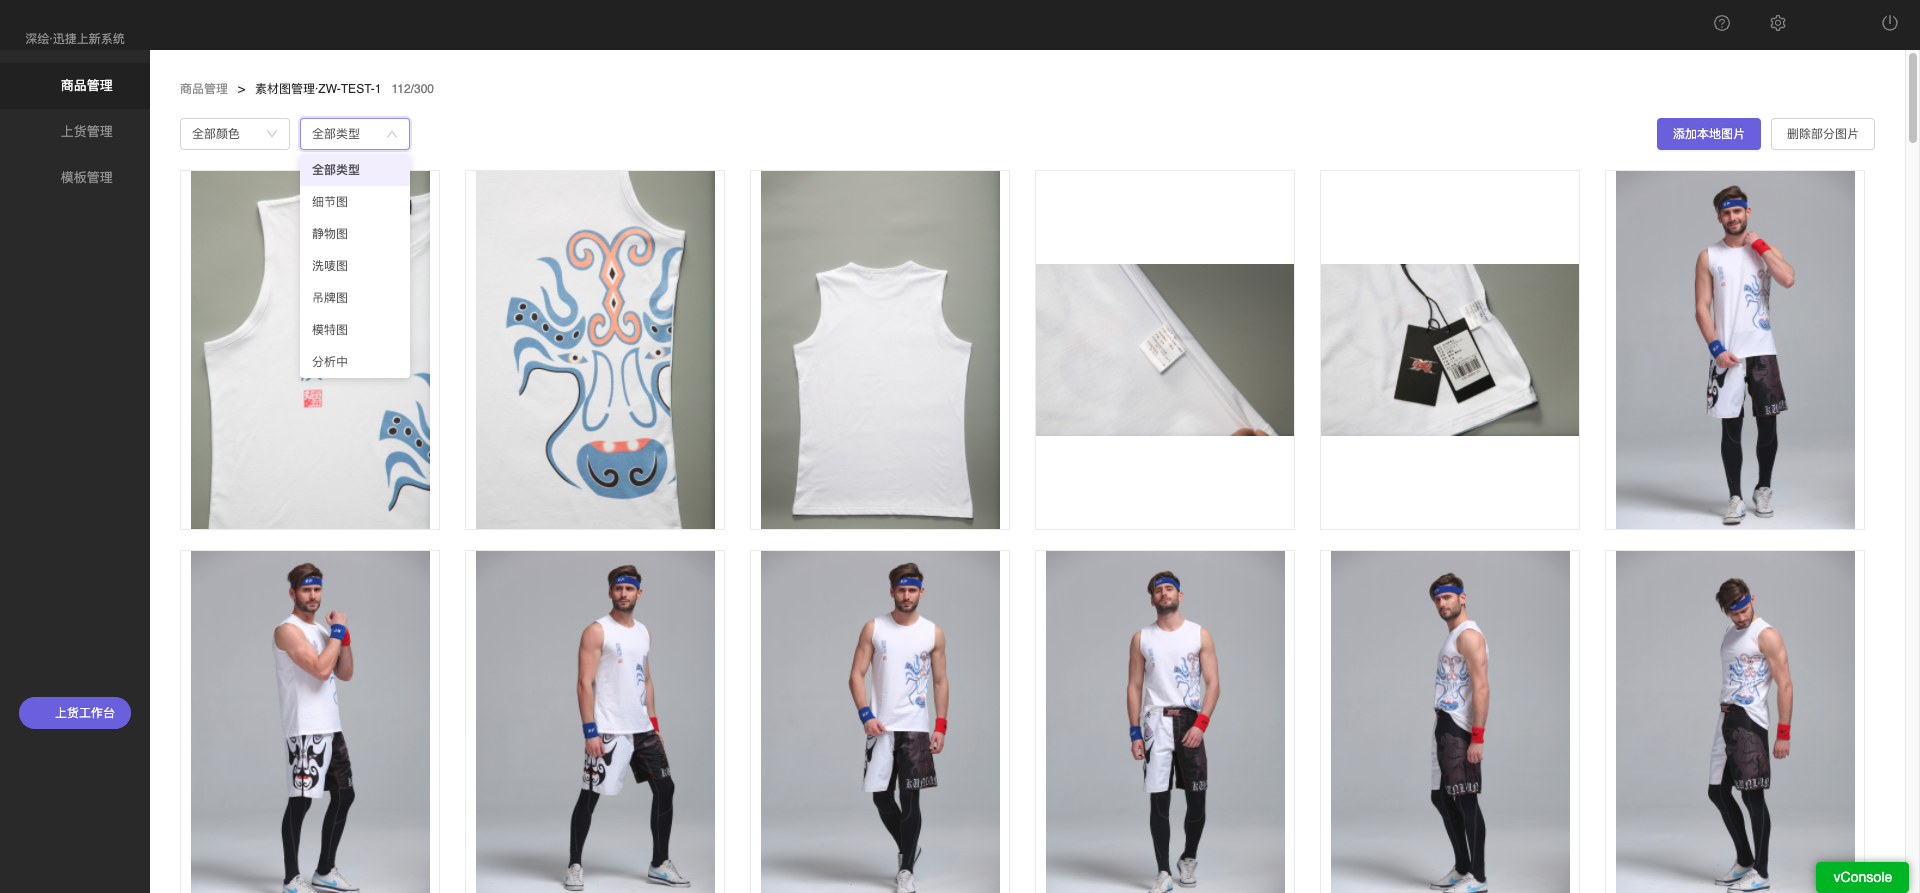 深绘·迅捷上新系统
商品管理
上货管理
模板管理
上货工作台
商品管理 > 素材图管理·ZW-TEST-1 112/300
全部颜色
全部类型
添加本地图片
删除部分图片
全部类型
细节图
静物图
洗唛图
吊牌图
模特图
分析中
KUNLUN
vConsole